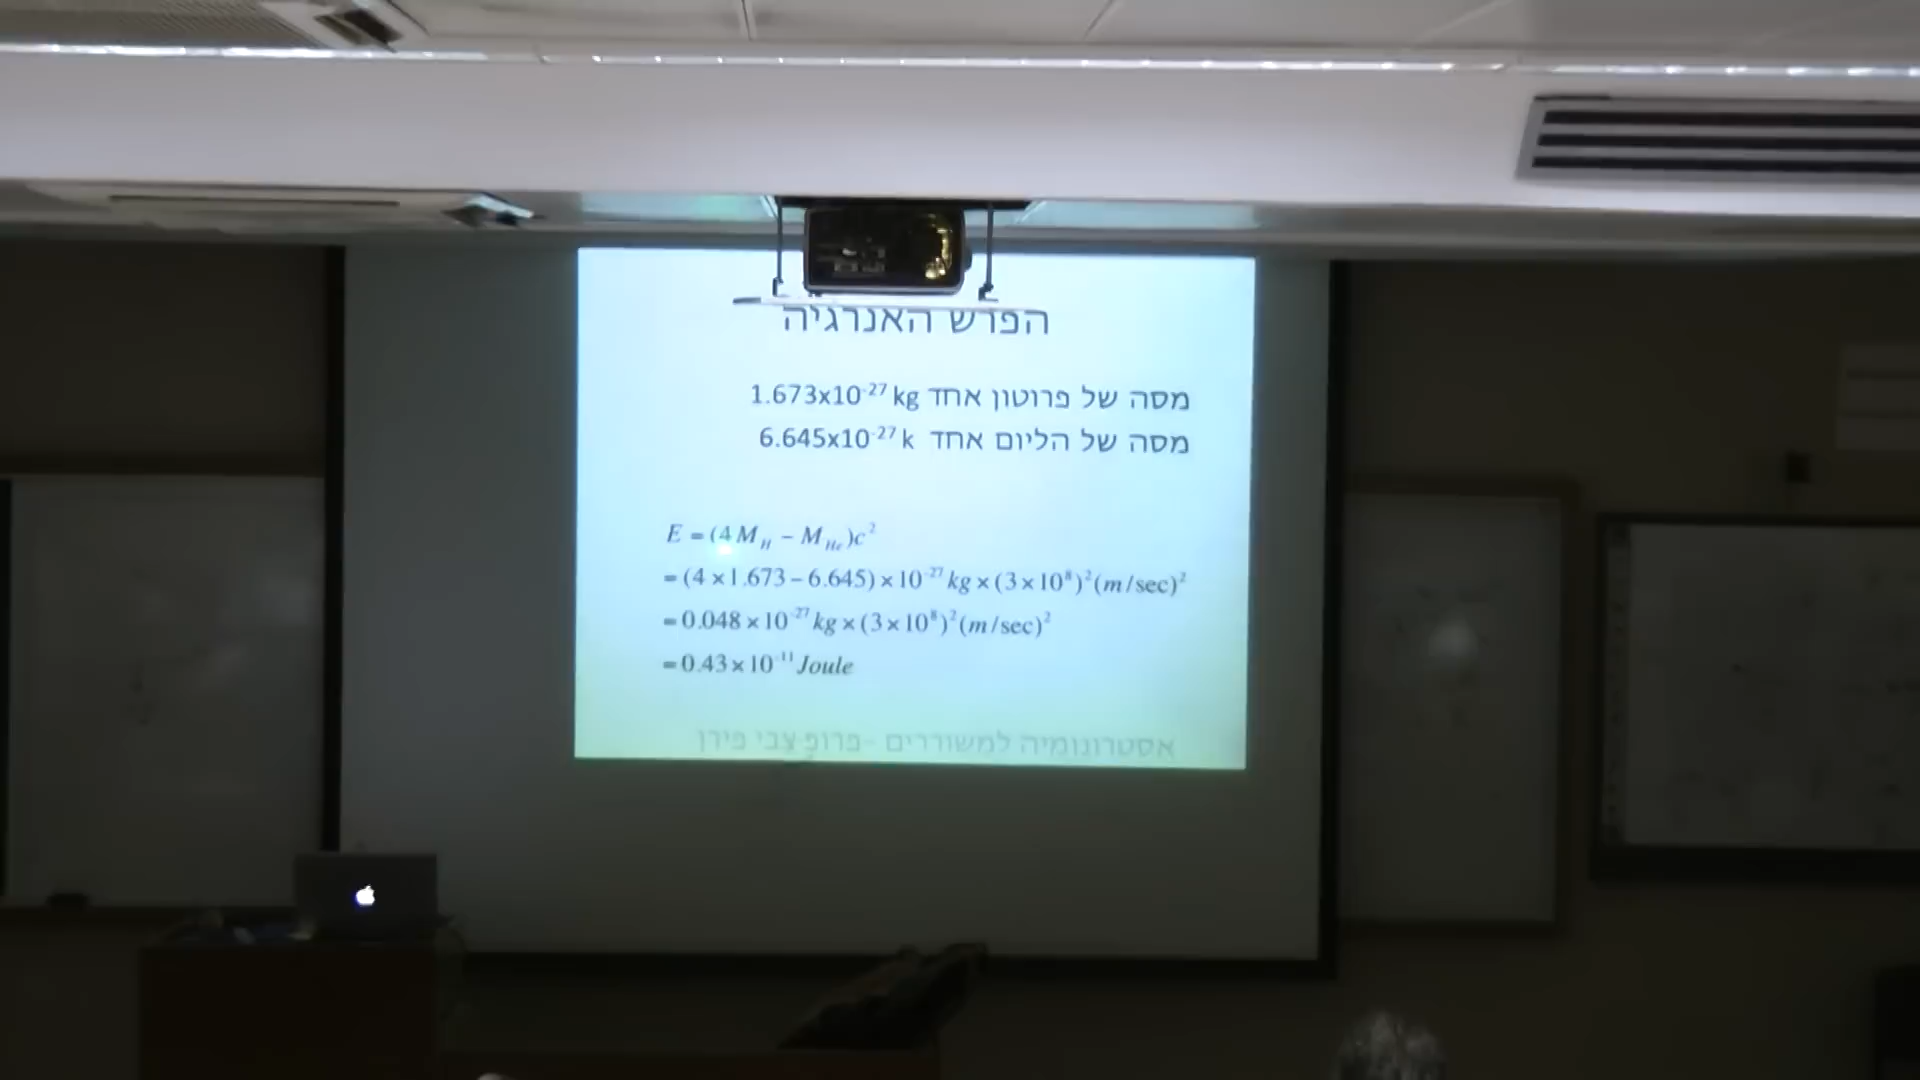 הפרש האנרגיה
מסה של פרוטון אחד 1.673x10⁻²⁷ kg
מסה של הליום אחד 6.645x10⁻²⁷ k
E = (4 M_H − M_He)c²
= (4 × 1.673 − 6.645) × 10⁻²⁷ kg × (3 × 10⁸)² (m/sec)²
= 0.048 × 10⁻²⁷ kg × (3 × 10⁸)² (m/sec)²
= 0.43 × 10⁻¹¹ Joule
אסטרונומיה למשוררים -פרופ צבי פירן